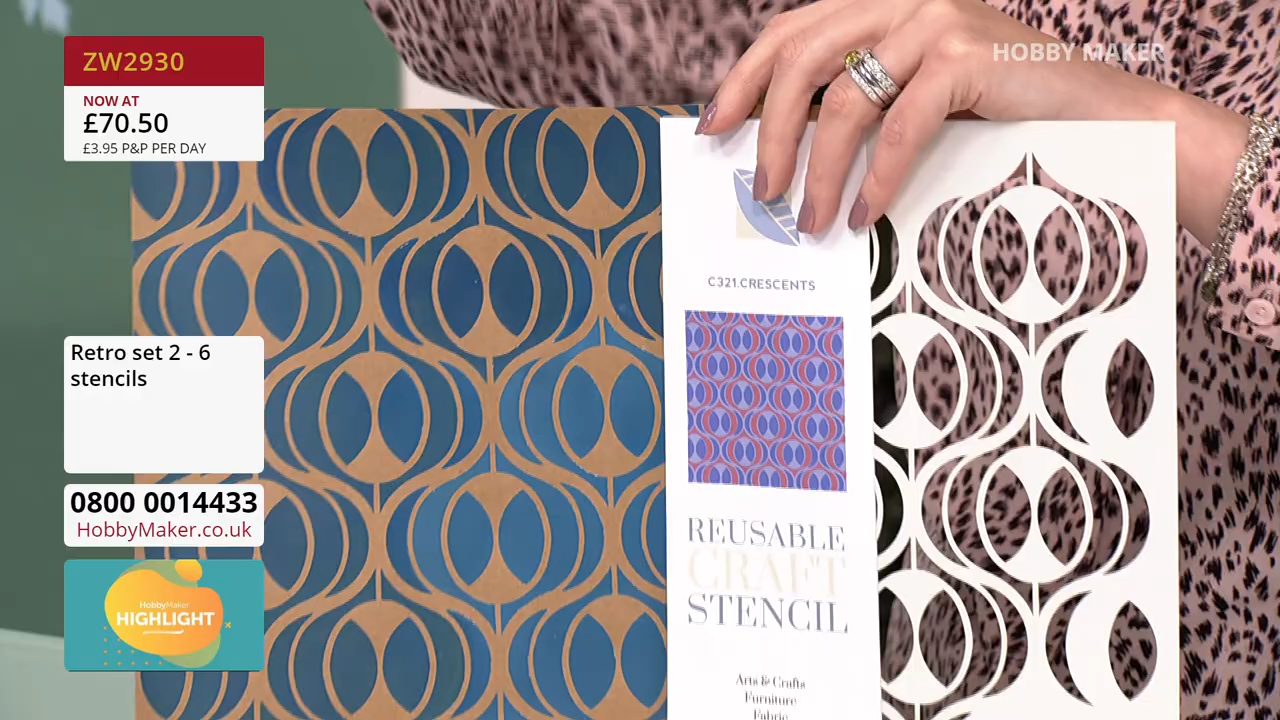 ZW2930
NOW AT
£70.50
£3.95 P&P PER DAY
HOBBY MAKER
Retro set 2 - 6
stencils
0800 0014433
HobbyMaker.co.uk
HobbyMaker
HIGHLIGHT
C321.CRESCENTS
REUSABLE
CRAFT
STENCIL
Arts & Crafts
Furniture
Fabric